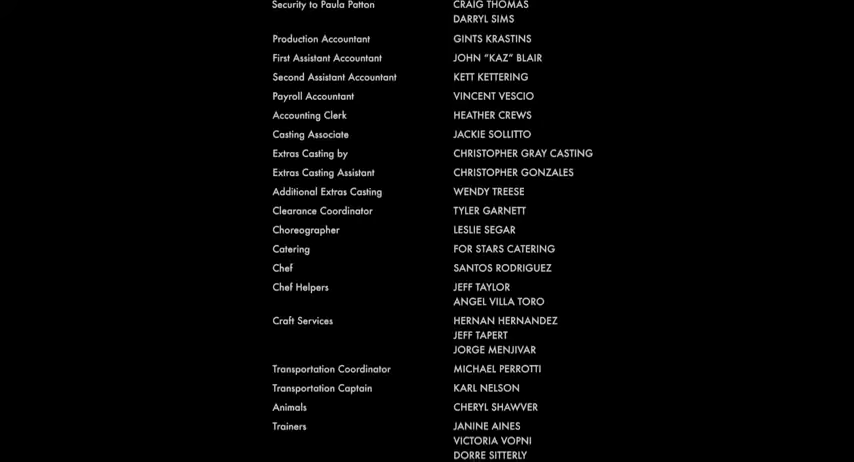 Security to Paula Patton CRAIG THOMAS
DARRYL SIMS
Production Accountant GINTS KRASTINS
First Assistant Accountant JOHN “KAZ” BLAIR
Second Assistant Accountant KETT KETTERING
Payroll Accountant VINCENT VESCIO
Accounting Clerk HEATHER CREWS
Casting Associate JACKIE SOLLITTO
Extras Casting by CHRISTOPHER GRAY CASTING
Extras Casting Assistant CHRISTOPHER GONZALES
Additional Extras Casting WENDY TREESE
Clearance Coordinator TYLER GARNETT
Choreographer LESLIE SEGAR
Catering FOR STARS CATERING
Chef SANTOS RODRIGUEZ
Chef Helpers JEFF TAYLOR
ANGEL VILLA TORO
Craft Services HERNAN HERNANDEZ
JEFF TAPERT
JORGE MENJIVAR
Transportation Coordinator MICHAEL PERROTTI
Transportation Captain KARL NELSON
Animals CHERYL SHAWVER
Trainers JANINE AINES
VICTORIA VOPNI
DORRE SITTERLY